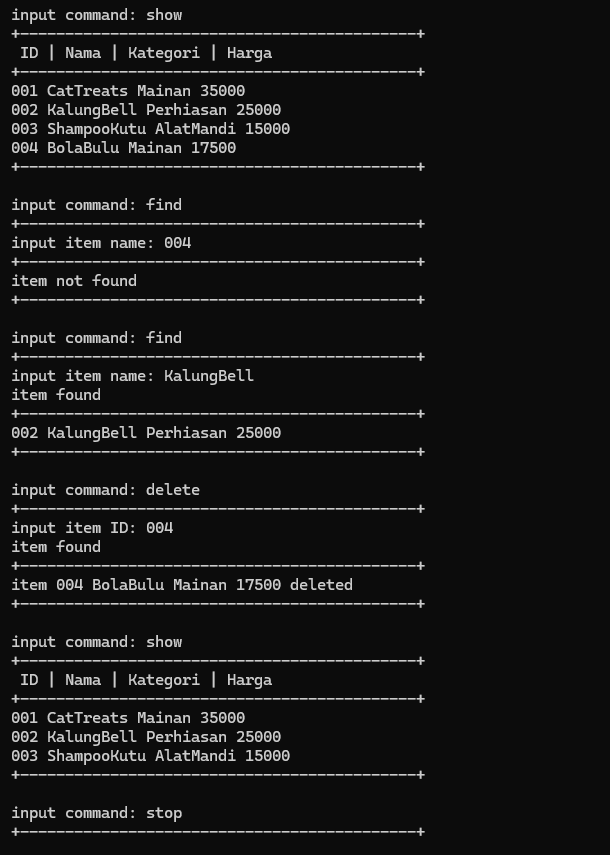 input command: show
+--------------------------------------------+
ID | Nama | Kategori | Harga
+--------------------------------------------+
001 CatTreats Mainan 35000
002 KalungBell Perhiasan 25000
003 ShampooKutu AlatMandi 15000
004 BolaBulu Mainan 17500
+--------------------------------------------+
input command: find
+--------------------------------------------+
input item name: 004
+--------------------------------------------+
item not found
+--------------------------------------------+
input command: find
+--------------------------------------------+
input item name: KalungBell
item found
+--------------------------------------------+
002 KalungBell Perhiasan 25000
+--------------------------------------------+
input command: delete
+--------------------------------------------+
input item ID: 004
item found
+--------------------------------------------+
item 004 BolaBulu Mainan 17500 deleted
+--------------------------------------------+
input command: show
+--------------------------------------------+
ID | Nama | Kategori | Harga
+--------------------------------------------+
001 CatTreats Mainan 35000
002 KalungBell Perhiasan 25000
003 ShampooKutu AlatMandi 15000
+--------------------------------------------+
input command: stop
+--------------------------------------------+